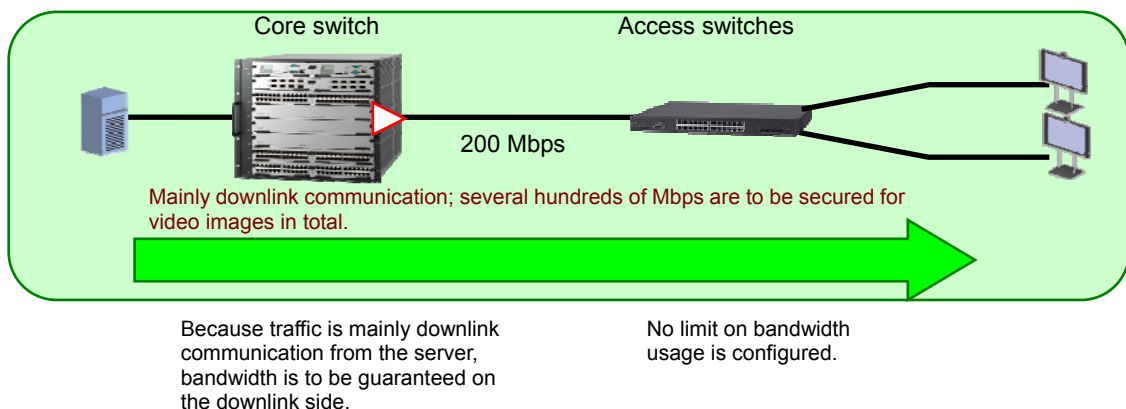 Core switch
Access switches
200 Mbps
Mainly downlink communication; several hundreds of Mbps are to be secured for
video images in total.
Because traffic is mainly downlink
communication from the server,
bandwidth is to be guaranteed on
the downlink side.
No limit on bandwidth
usage is configured.